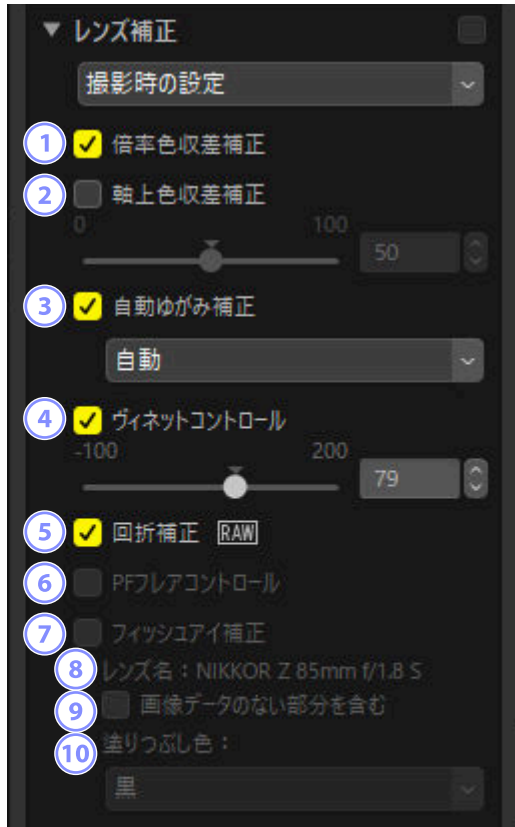 レンズ補正
撮影時の設定
1 倍率色収差補正
2 軸上色収差補正
0 100
50
3 自動ゆがみ補正
自動
4 ヴィネットコントロール
-100 200
79
5 回折補正 RAW
6 PFフレアコントロール
7 フィッシュアイ補正
8 レンズ名：NIKKOR Z 85mm f/1.8 S
9 画像データのない部分を含む
10 塗りつぶし色：
黒